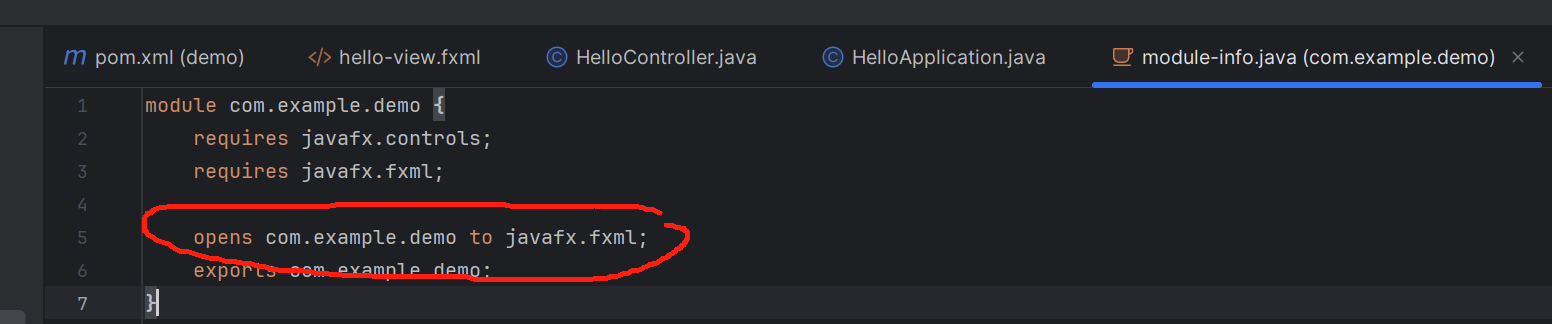 m pom.xml (demo) </> hello-view.fxml C HelloController.java C HelloApplication.java module-info.java (com.example.demo) ×
1 module com.example.demo {
2 requires javafx.controls;
3 requires javafx.fxml;
4
5 opens com.example.demo to javafx.fxml;
6 exports com.example.demo;
7 }